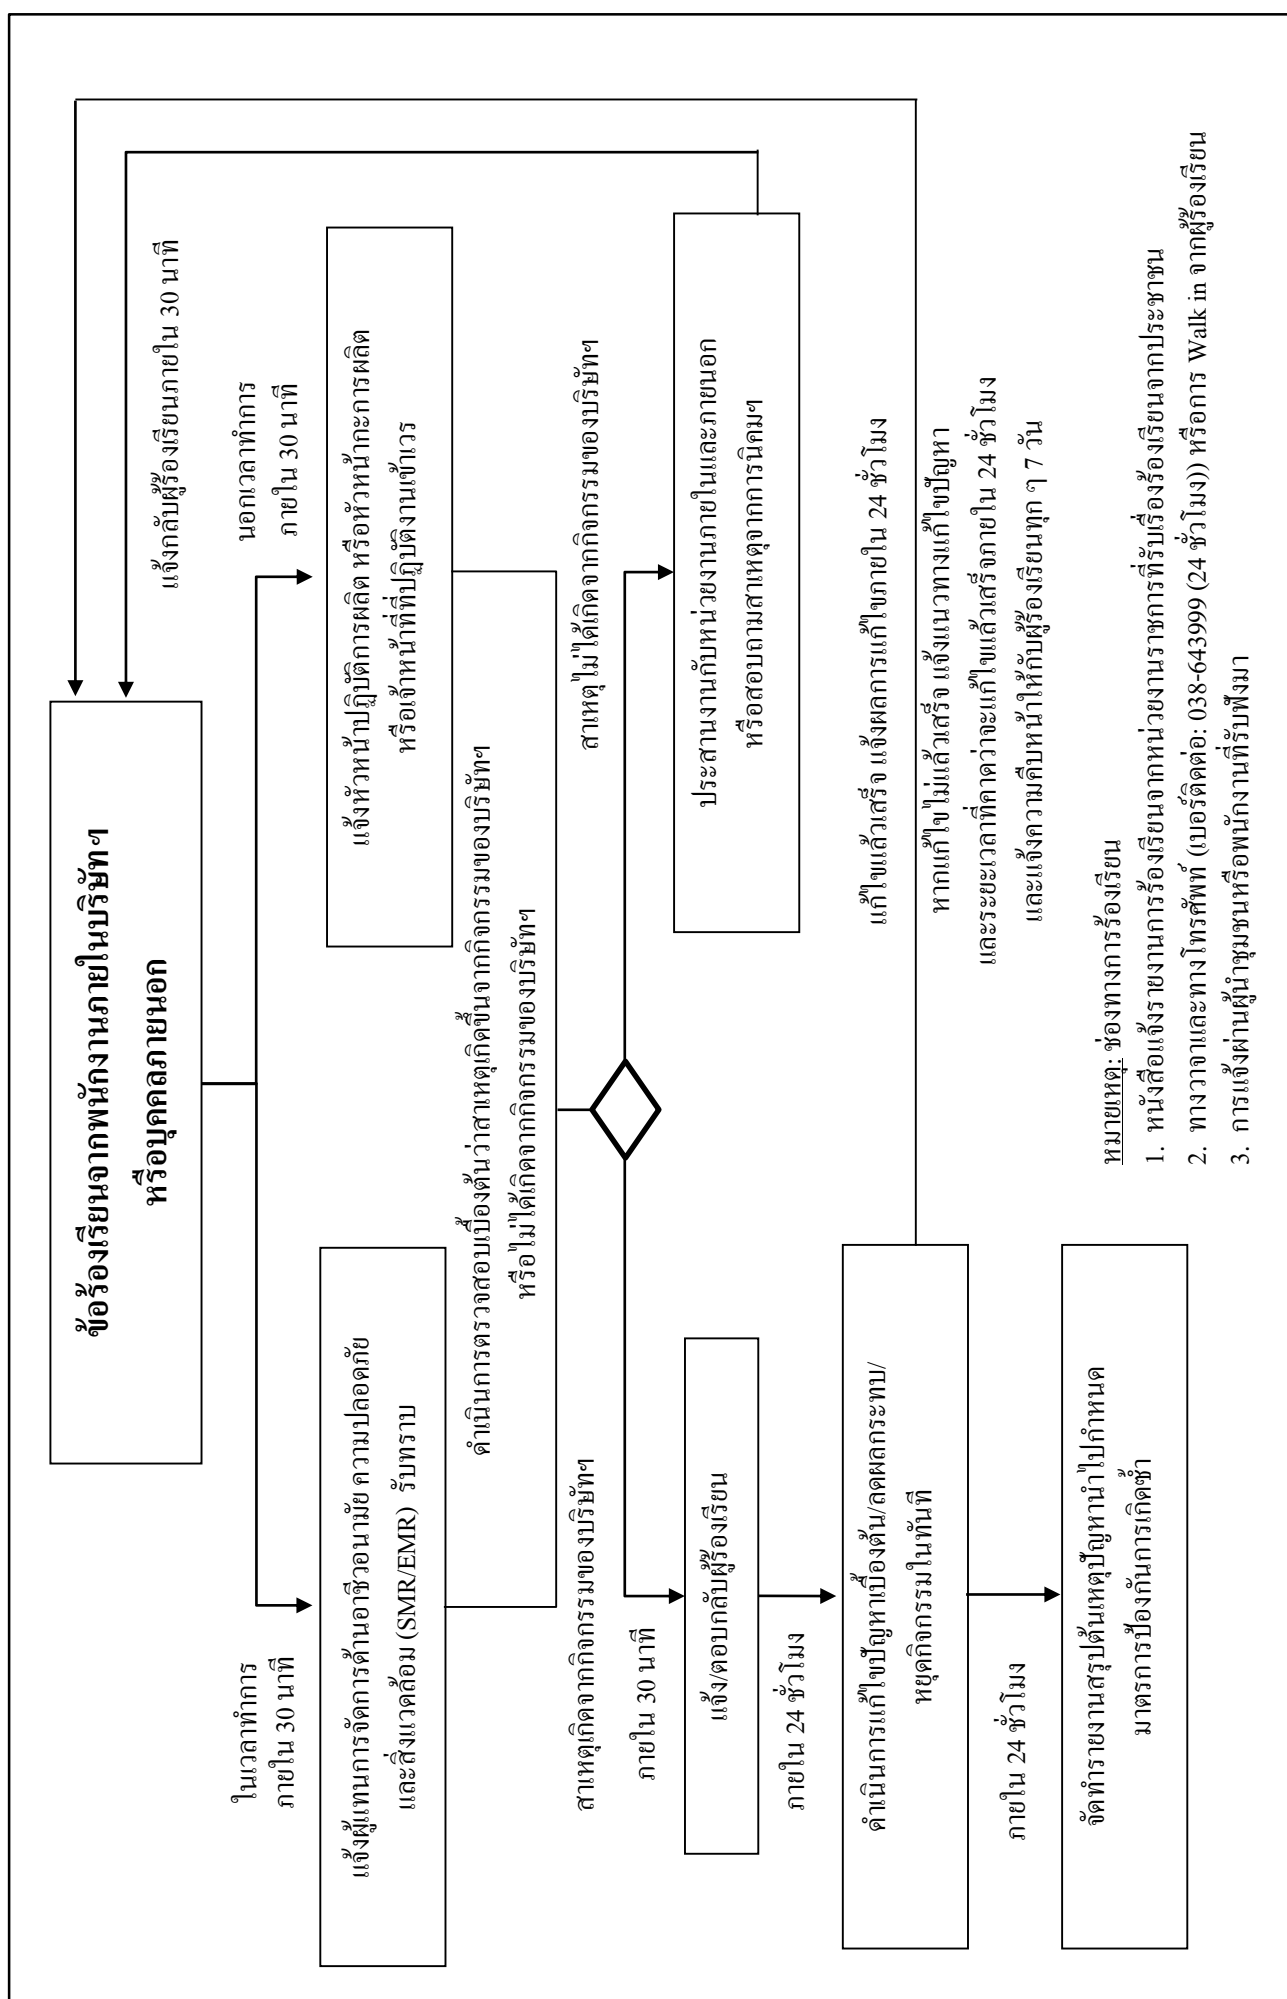 ข้อร้องเรียนจากพนักงานภายในบริษัทฯ
หรือบุคคลภายนอก
แจ้งกลับผู้ร้องเรียนภายใน 30 นาที
ในเวลาทำการ
ภายใน 30 นาที
นอกเวลาทำการ
ภายใน 30 นาที
แจ้งผู้แทนการจัดการด้านอาชีวอนามัย ความปลอดภัย
และสิ่งแวดล้อม (SMR/EMR) รับทราบ
แจ้งหัวหน้าปฏิบัติการผลิต หรือหัวหน้ากะการผลิต
หรือเจ้าหน้าที่ที่ปฏิบัติงานเข้าเวร
ดำเนินการตรวจสอบเบื้องต้นว่าสาเหตุเกิดขึ้นจากกิจกรรมของบริษัทฯ
หรือไม่ได้เกิดจากกิจกรรมของบริษัทฯ
สาเหตุเกิดจากกิจกรรมของบริษัทฯ
สาเหตุไม่ได้เกิดจากกิจกรรมของบริษัทฯ
ภายใน 30 นาที
แจ้ง/ตอบกลับผู้ร้องเรียน
ประสานงานกับหน่วยงานภายในและภายนอก
หรือสอบถามสาเหตุจากการนิคมฯ
ภายใน 24 ชั่วโมง
ดำเนินการแก้ไขปัญหาเบื้องต้น/ลดผลกระทบ/
หยุดกิจกรรมในทันที
แก้ไขแล้วเสร็จ แจ้งผลการแก้ไขภายใน 24 ชั่วโมง
หากแก้ไขไม่แล้วเสร็จ แจ้งแนวทางแก้ไขปัญหา
และระยะเวลาที่คาดว่าจะแก้ไขแล้วเสร็จภายใน 24 ชั่วโมง
และแจ้งความคืบหน้าให้กับผู้ร้องเรียนทุก ๆ 7 วัน
ภายใน 24 ชั่วโมง
จัดทำรายงานสรุปต้นเหตุปัญหานำไปกำหนด
มาตรการป้องกันการเกิดซ้ำ
หมายเหตุ: ช่องทางการร้องเรียน
1. หนังสือแจ้งรายงานการร้องเรียนจากหน่วยงานราชการที่รับเรื่องร้องเรียนจากประชาชน
2. ทางวาจาและทางโทรศัพท์ (เบอร์ติดต่อ: 038-643999 (24 ชั่วโมง)) หรือการ Walk in จากผู้ร้องเรียน
3. การแจ้งผ่านผู้นำชุมชนหรือพนักงานที่รับฟังมา